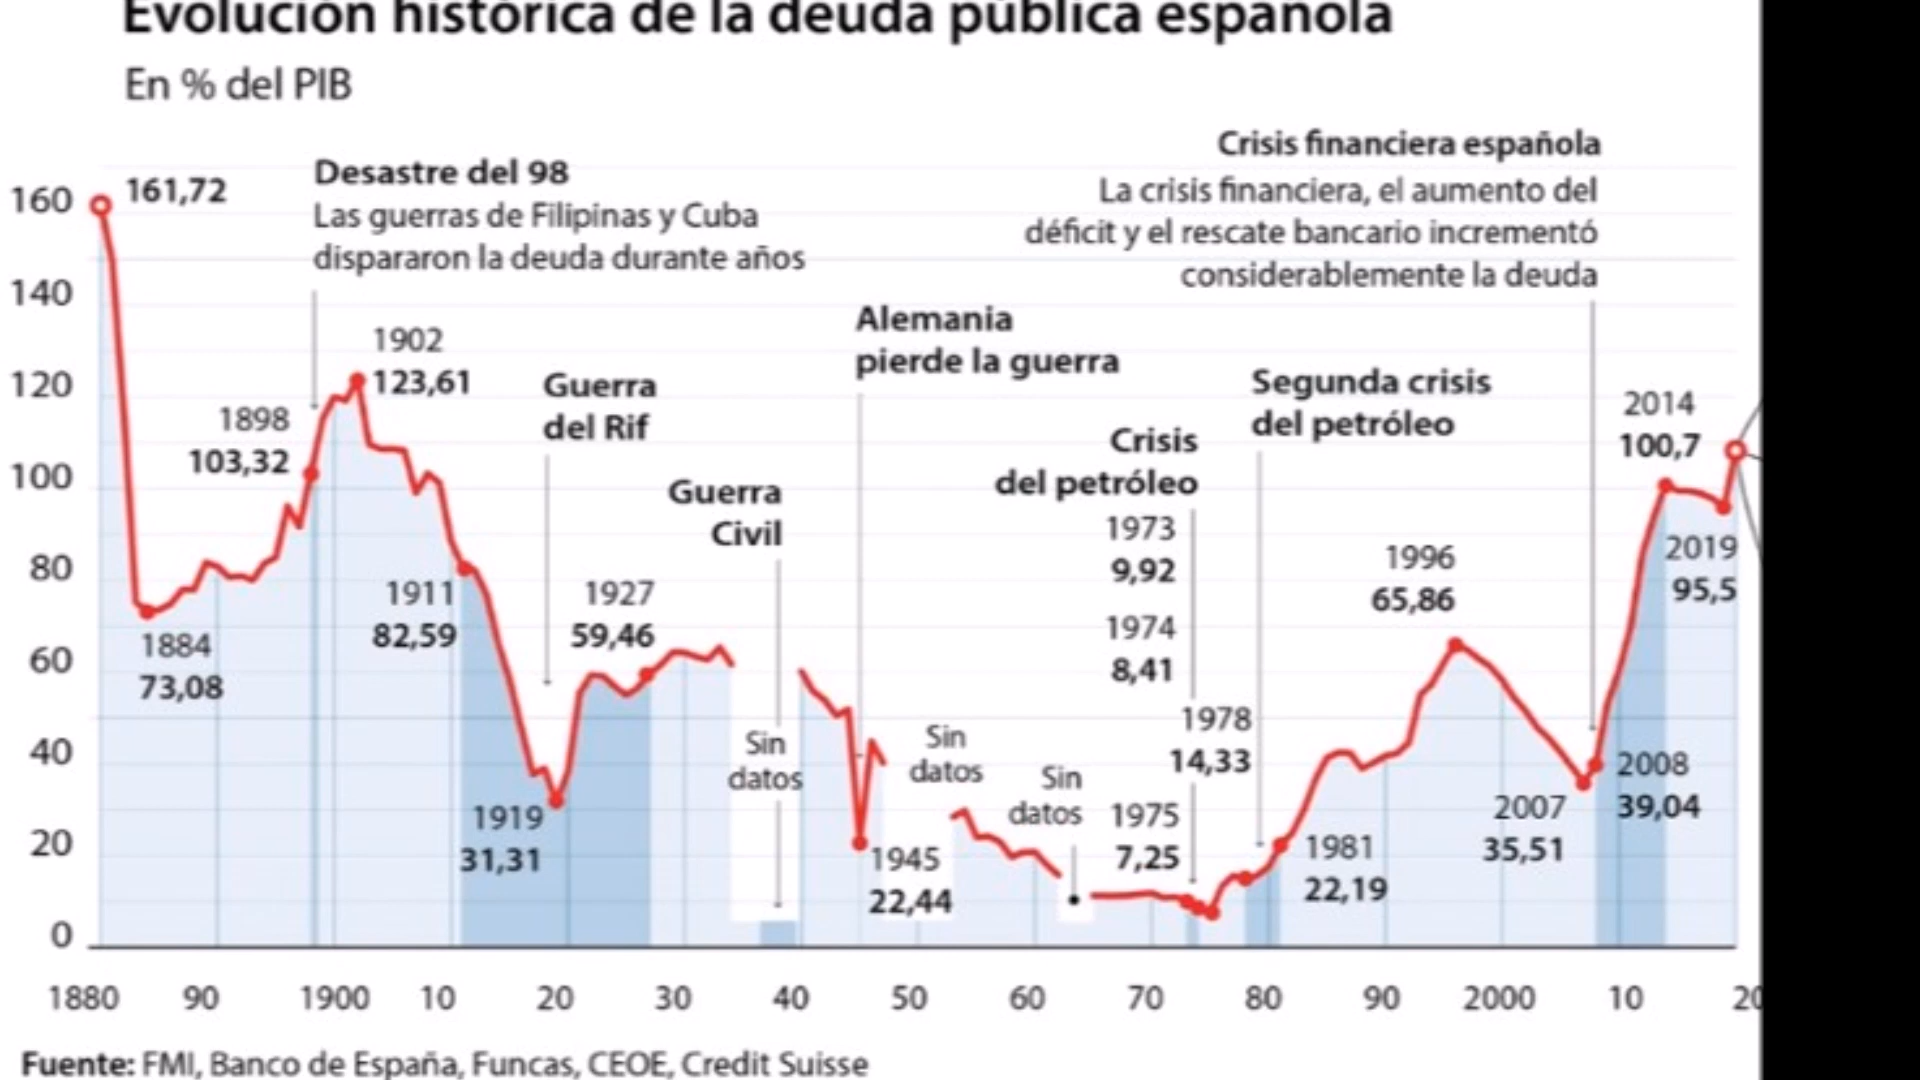 Evolución histórica de la deuda pública española
En % del PIB
Crisis financiera española
La crisis financiera, el aumento del
déficit y el rescate bancario incrementó
considerablemente la deuda
Desastre del 98
Las guerras de Filipinas y Cuba
dispararon la deuda durante años
161,72
160
140
120
100
80
60
40
20
0
1884
73,08
1898
103,32
1902
123,61
1911
82,59
Guerra
del Rif
1919
31,31
1927
59,46
Guerra
Civil
Sin
datos
Alemania
pierde la guerra
1945
22,44
Sin
datos
Sin
datos
Crisis
del petróleo
1973
9,92
1974
8,41
1975
7,25
1978
14,33
Segunda crisis
del petróleo
1981
22,19
1996
65,86
2007
35,51
2008
39,04
2014
100,7
2019
95,5
1880 90 1900 10 20 30 40 50 60 70 80 90 2000 10 20
Fuente: FMI, Banco de España, Funcas, CEOE, Credit Suisse